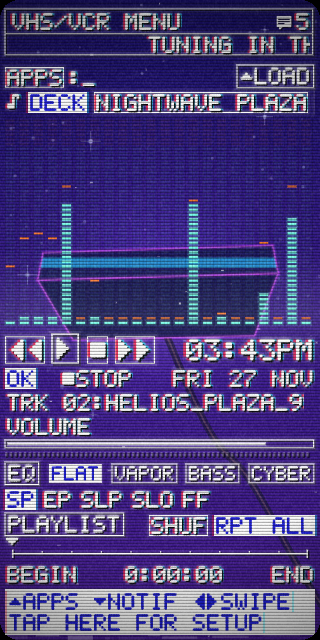 VHS/VCR MENU 5
TUNING IN TH
APPS:_ LOAD
DECK NIGHTWAVE PLAZA
03:43PM
OK STOP FRI 27 NOV
TRK 02:HELIOS_PLAZA_9
VOLUME
EQ FLAT VAPOR BASS CYBER
SP EP SLP SLO FF
PLAYLIST SHUF RPT ALL
BEGIN 0:00:00 END
APPS NOTIF SWIPE
TAP HERE FOR SETUP